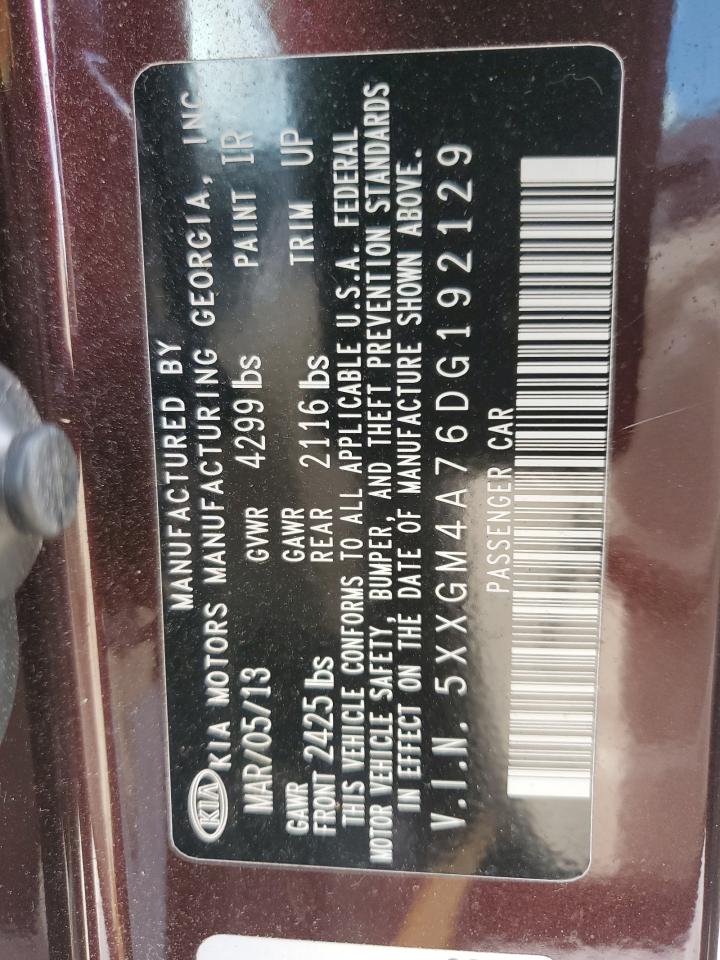 MANUFACTURED BY
KIA KIA MOTORS MANUFACTURING GEORGIA, INC
MAR/05/13 GVWR 4299 lbs PAINT IR
GAWR GAWR
FRONT 2425 lbs REAR 2116 lbs TRIM UP
THIS VEHICLE CONFORMS TO ALL APPLICABLE U.S.A. FEDERAL
MOTOR VEHICLE SAFETY, BUMPER, AND THEFT PREVENTION STANDARDS
IN EFFECT ON THE DATE OF MANUFACTURE SHOWN ABOVE.
V.I.N. 5XXGM4A76DG192129
PASSENGER CAR